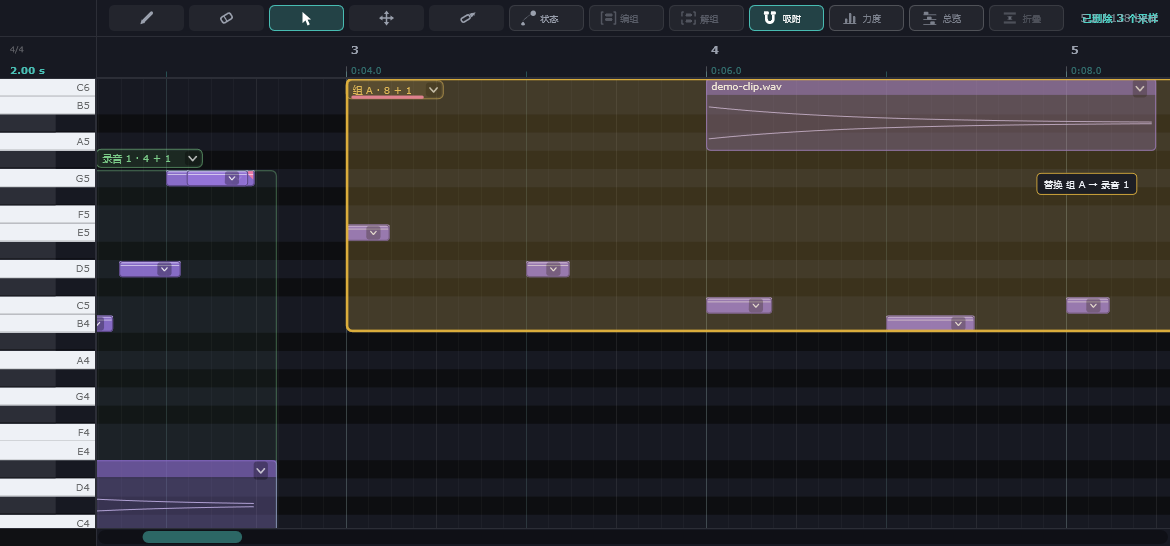 状态
编组
解组
吸附
力度
总览
折叠
已删除 3 个采样
4/4
3
4
5
2.00 s
0:04.0
0:06.0
0:08.0
C6
组 A · 8 + 1
demo-clip.wav
B5
A5
录音 1 · 4 + 1
G5
替换 组 A → 录音 1
F5
E5
D5
C5
B4
A4
G4
F4
E4
D4
C4